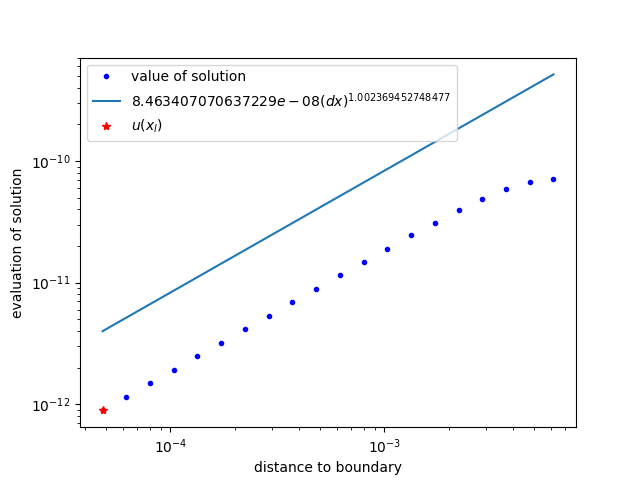 value of solution
8.463407070637229e − 08(dx)^1.002369452748477
u(x_l)
10^−10
10^−11
10^−12
evaluation of solution
10^−4
10^−3
distance to boundary